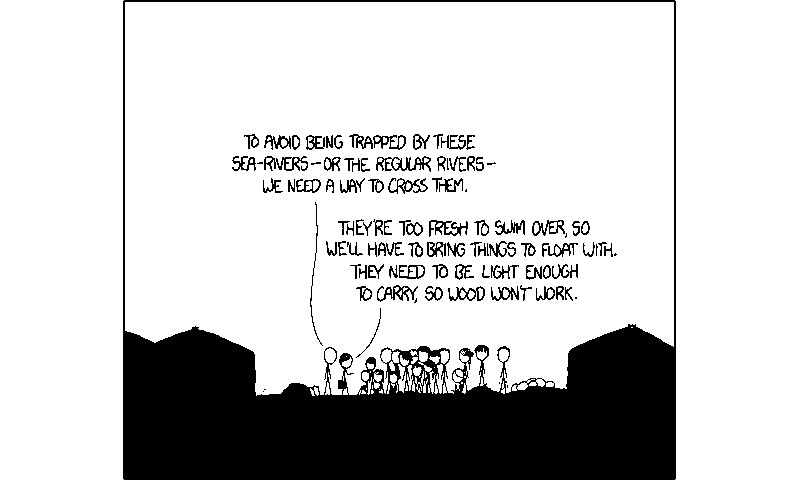 TO AVOID BEING TRAPPED BY THESE
SEA-RIVERS—OR THE REGULAR RIVERS—
WE NEED A WAY TO CROSS THEM.
THEY'RE TOO FRESH TO SWIM OVER, SO
WE'LL HAVE TO BRING THINGS TO FLOAT WITH.
THEY NEED TO BE LIGHT ENOUGH
TO CARRY, SO WOOD WON'T WORK.